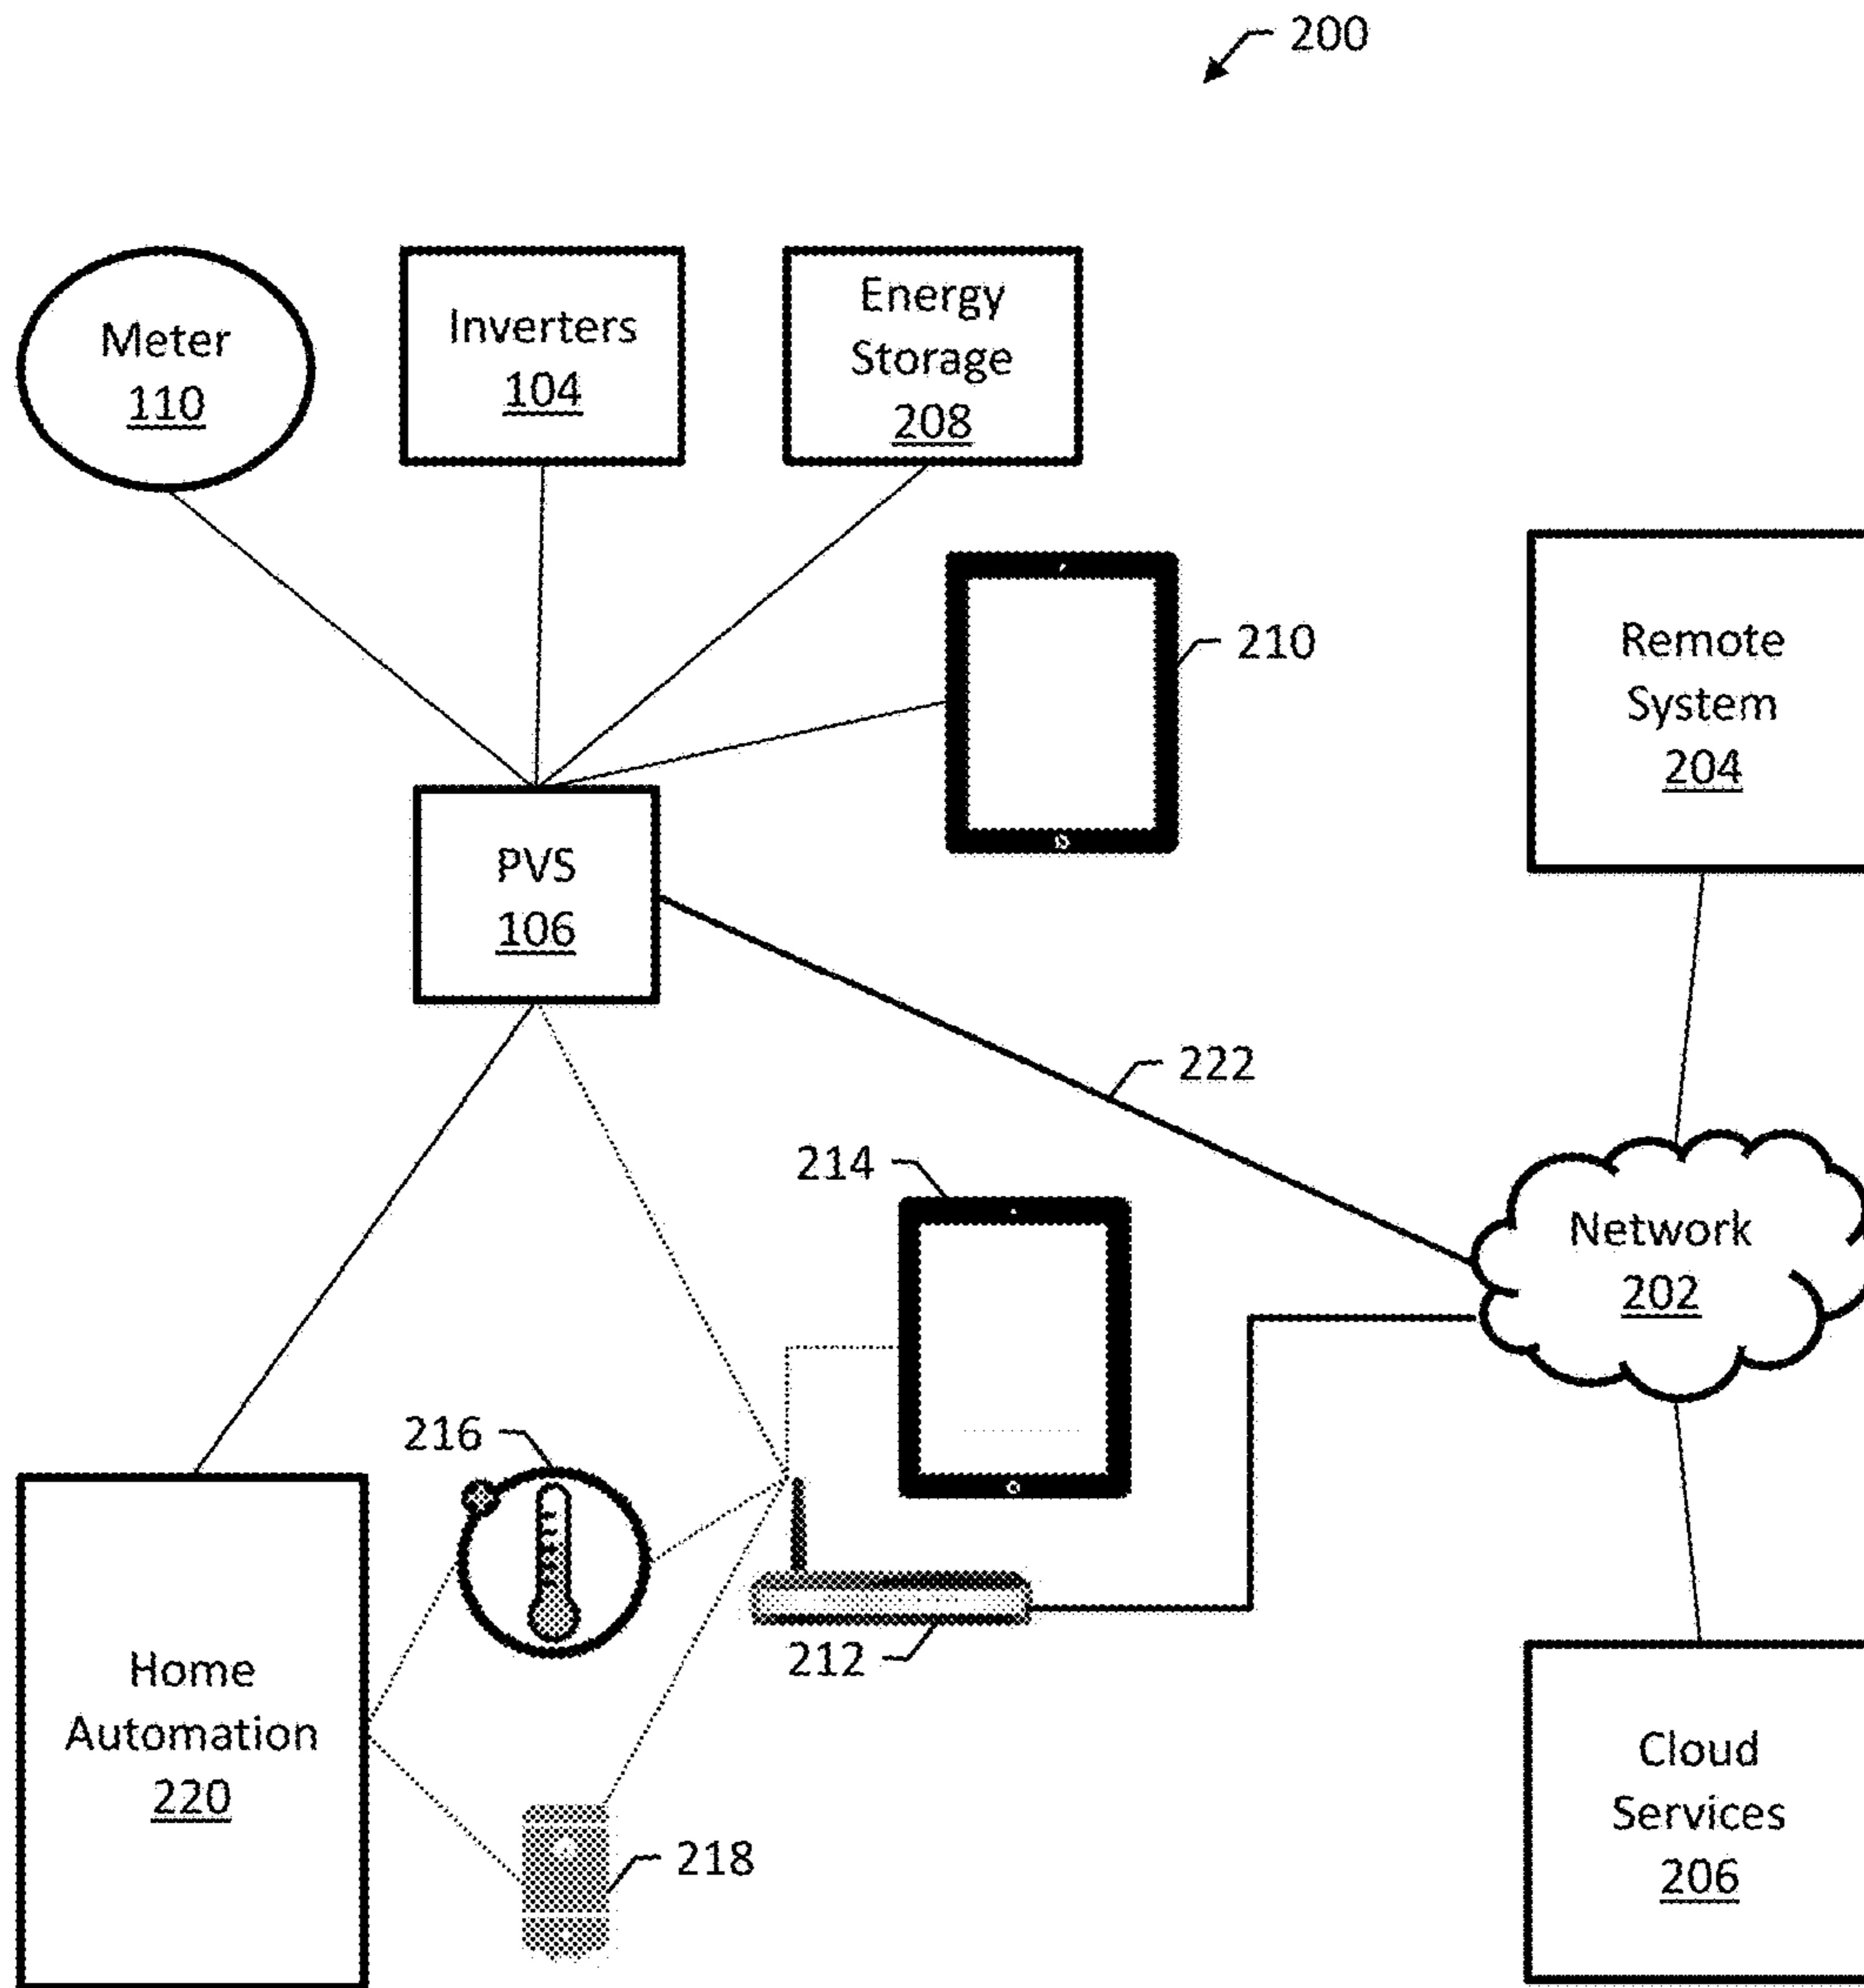 200
Meter
110
Inverters
104
Energy
Storage
208
210
Remote
System
204
PVS
106
222
214
Network
202
216
212
Home
Automation
220
Cloud
Services
206
218